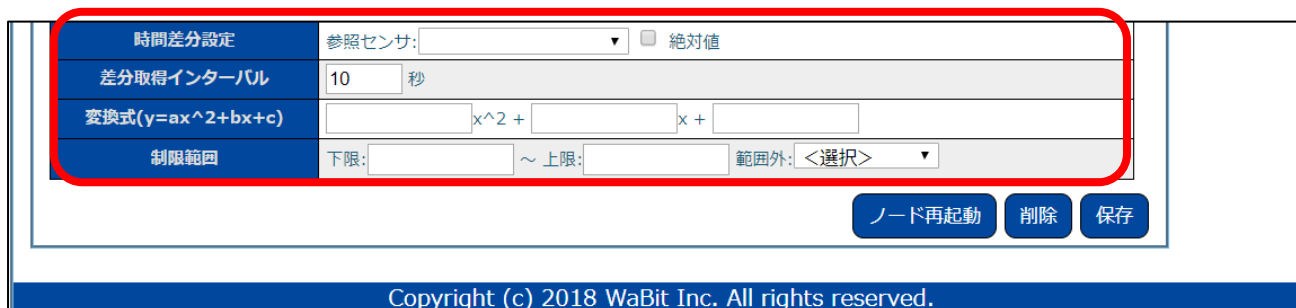 時間差分設定 参照センサ: 絶対値
差分取得インターバル 10 秒
変換式(y=ax^2+bx+c) x^2 + x +
制限範囲 下限: ～ 上限: 範囲外: <選択>
ノード再起動 削除 保存
Copyright (c) 2018 WaBit Inc. All rights reserved.